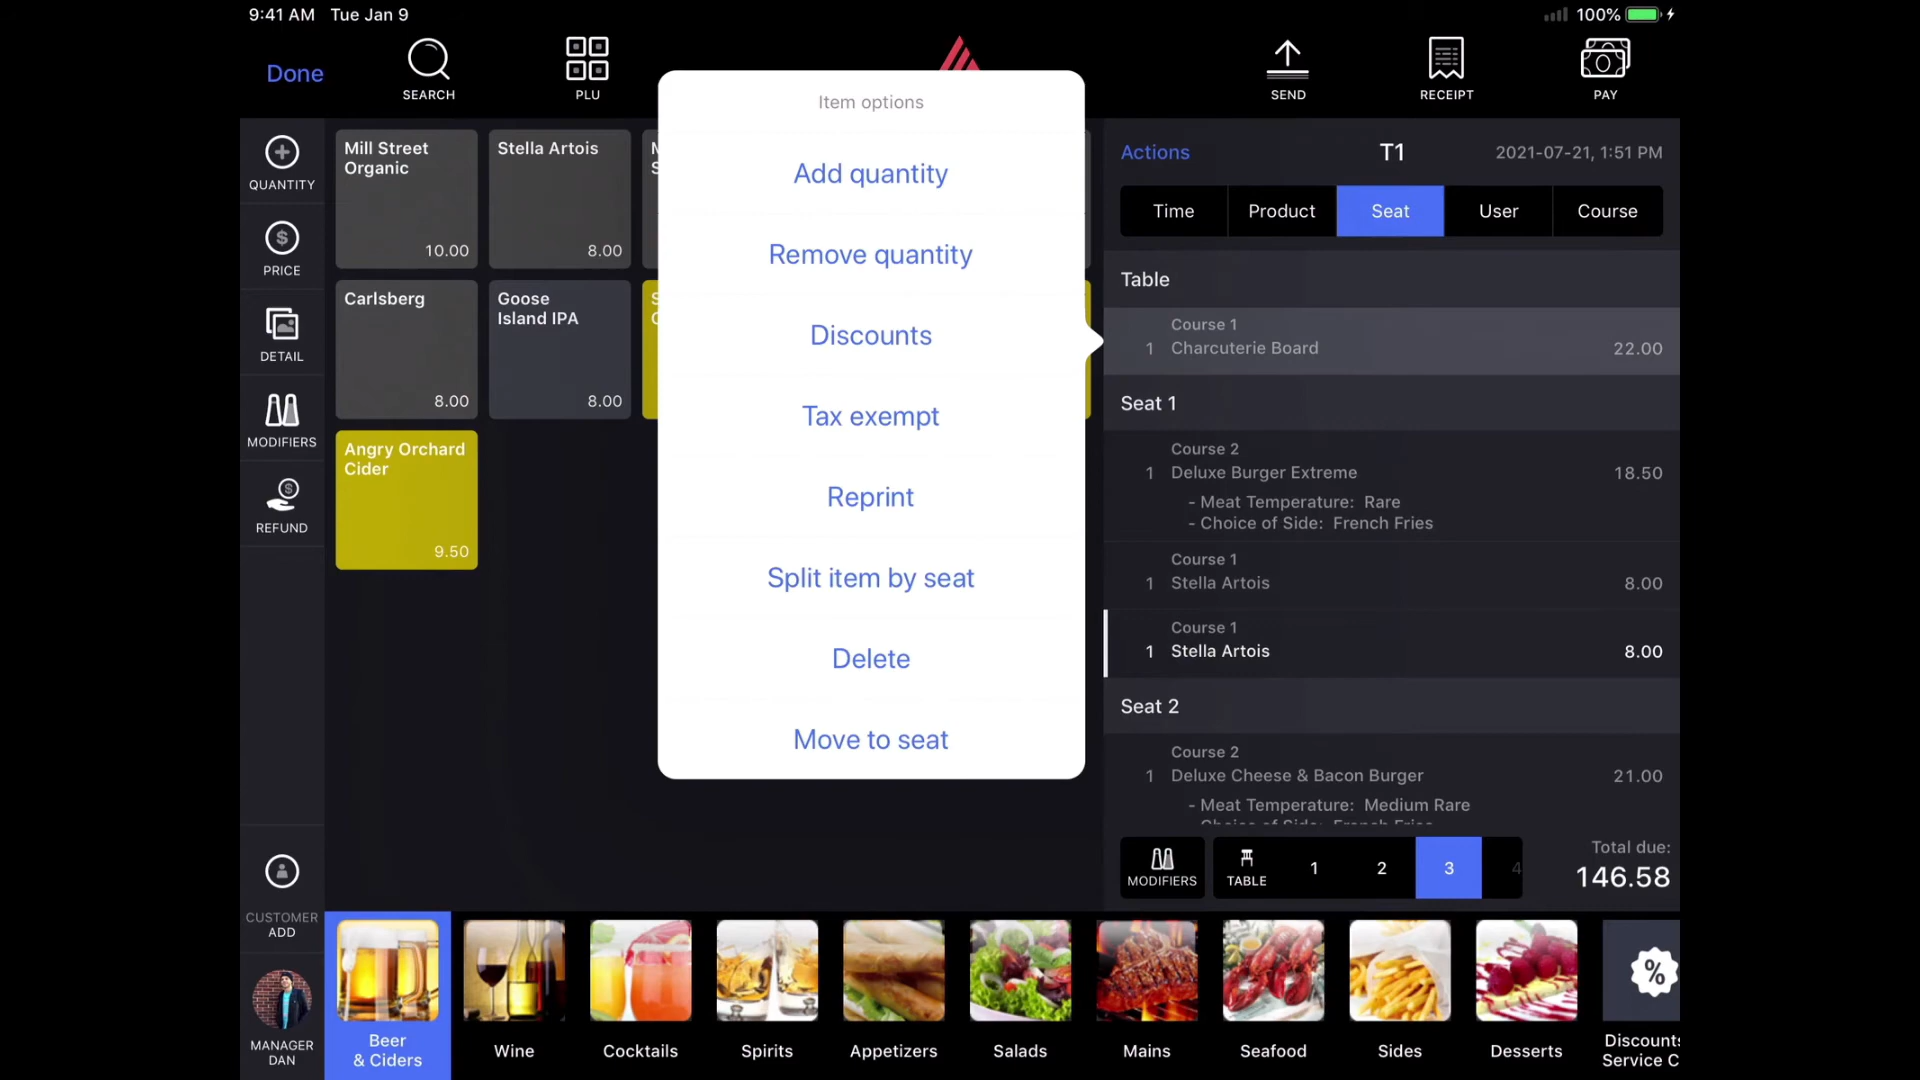 9:41 AM Tue Jan 9
100%
Done
SEARCH
PLU
SEND
RECEIPT
PAY
QUANTITY
PRICE
DETAIL
MODIFIERS
REFUND
CUSTOMER
ADD
MANAGER
DAN
Mill Street
Organic
10.00
Stella Artois
8.00
Carlsberg
8.00
Goose
Island IPA
8.00
Angry Orchard
Cider
9.50
Item options
Add quantity
Remove quantity
Discounts
Tax exempt
Reprint
Split item by seat
Delete
Move to seat
Actions T1 2021-07-21, 1:51 PM
Time Product Seat User Course
Table
Course 1
1 Charcuterie Board 22.00
Seat 1
Course 2
1 Deluxe Burger Extreme 18.50
- Meat Temperature: Rare
- Choice of Side: French Fries
Course 1
1 Stella Artois 8.00
Course 1
1 Stella Artois 8.00
Seat 2
Course 2
1 Deluxe Cheese & Bacon Burger 21.00
- Meat Temperature: Medium Rare
- Choice of Side: French Fries
MODIFIERS
TABLE 1 2 3 4
Total due:
146.58
Beer
& Ciders
Wine
Cocktails
Spirits
Appetizers
Salads
Mains
Seafood
Sides
Desserts
%
Discounts
Service C